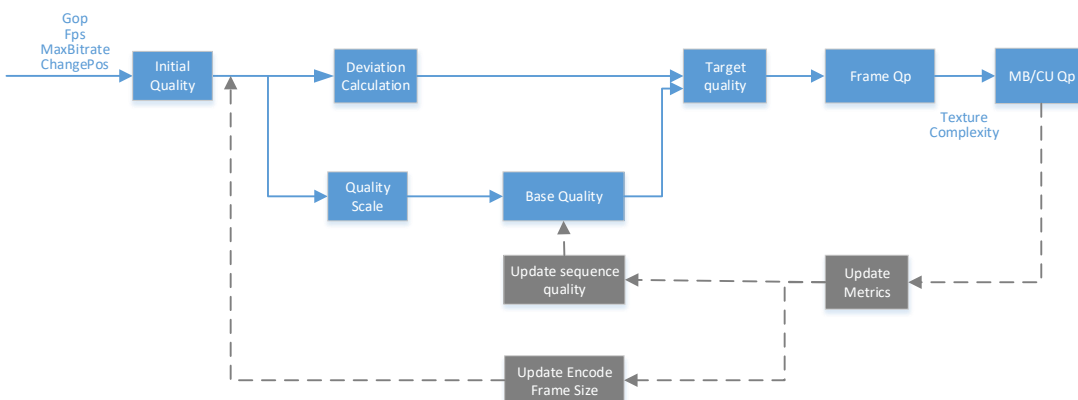 Gop
Fps
MaxBitrate
ChangePos
Initial
Quality
Deviation
Calculation
Target
quality
Frame Qp
MB/CU Qp
Texture
Complexity
Quality
Scale
Base Quality
Update sequence
quality
Update
Metrics
Update Encode
Frame Size